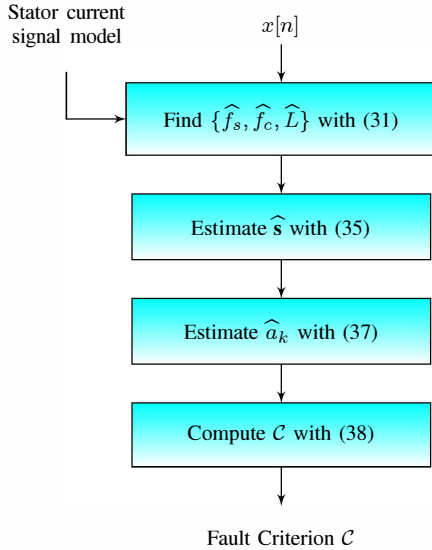 Stator current
signal model
x[n]
Find {f̂_s, f̂_c, L̂} with (31)
Estimate ŝ with (35)
Estimate â_k with (37)
Compute 𝒞 with (38)
Fault Criterion 𝒞